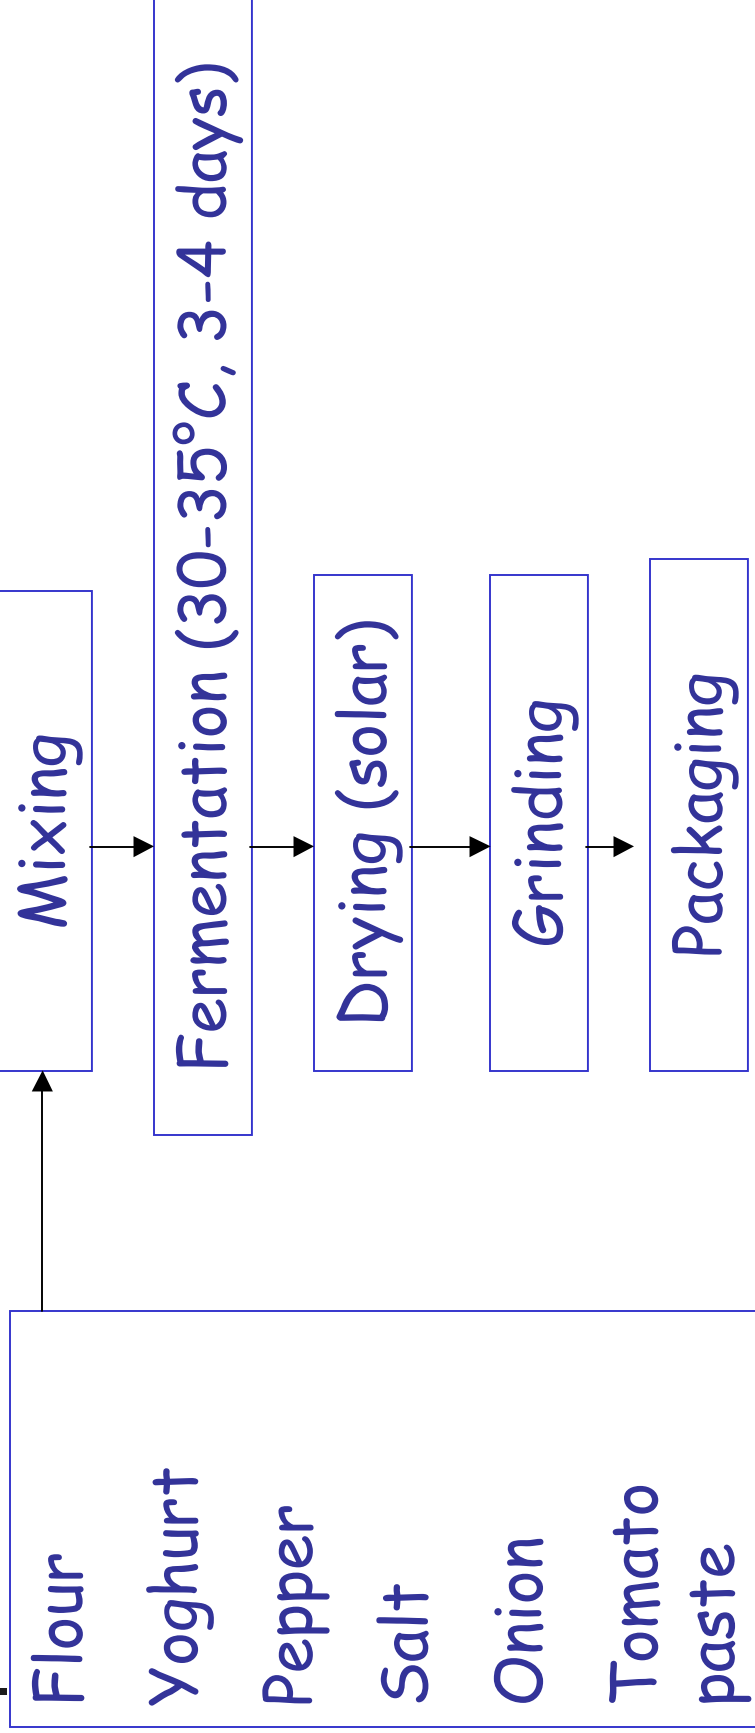 Flour
Yoghurt
Pepper
Salt
Onion
Tomato
paste
Mixing
Fermentation (30-35°C, 3-4 days)
Drying (solar)
Grinding
Packaging